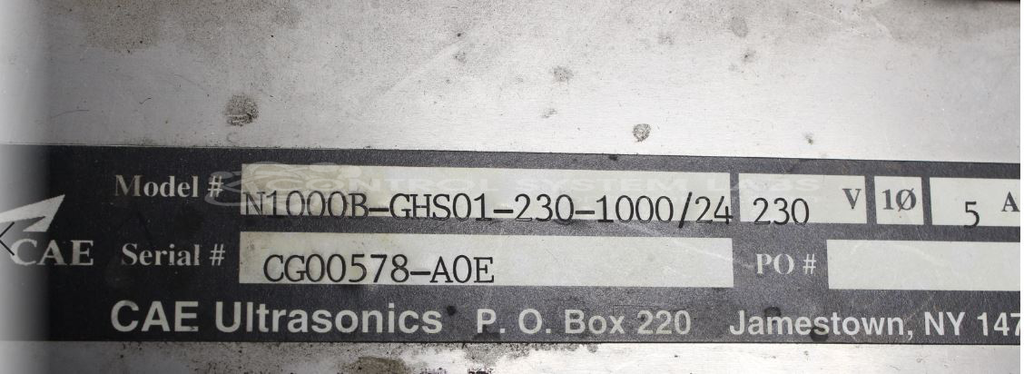 Model # N1000B-GHS01-230-1000/24 230 V 1Ø 5 A
CAE Serial # CG00578-A0E PO #
CAE Ultrasonics P. O. Box 220 Jamestown, NY 147